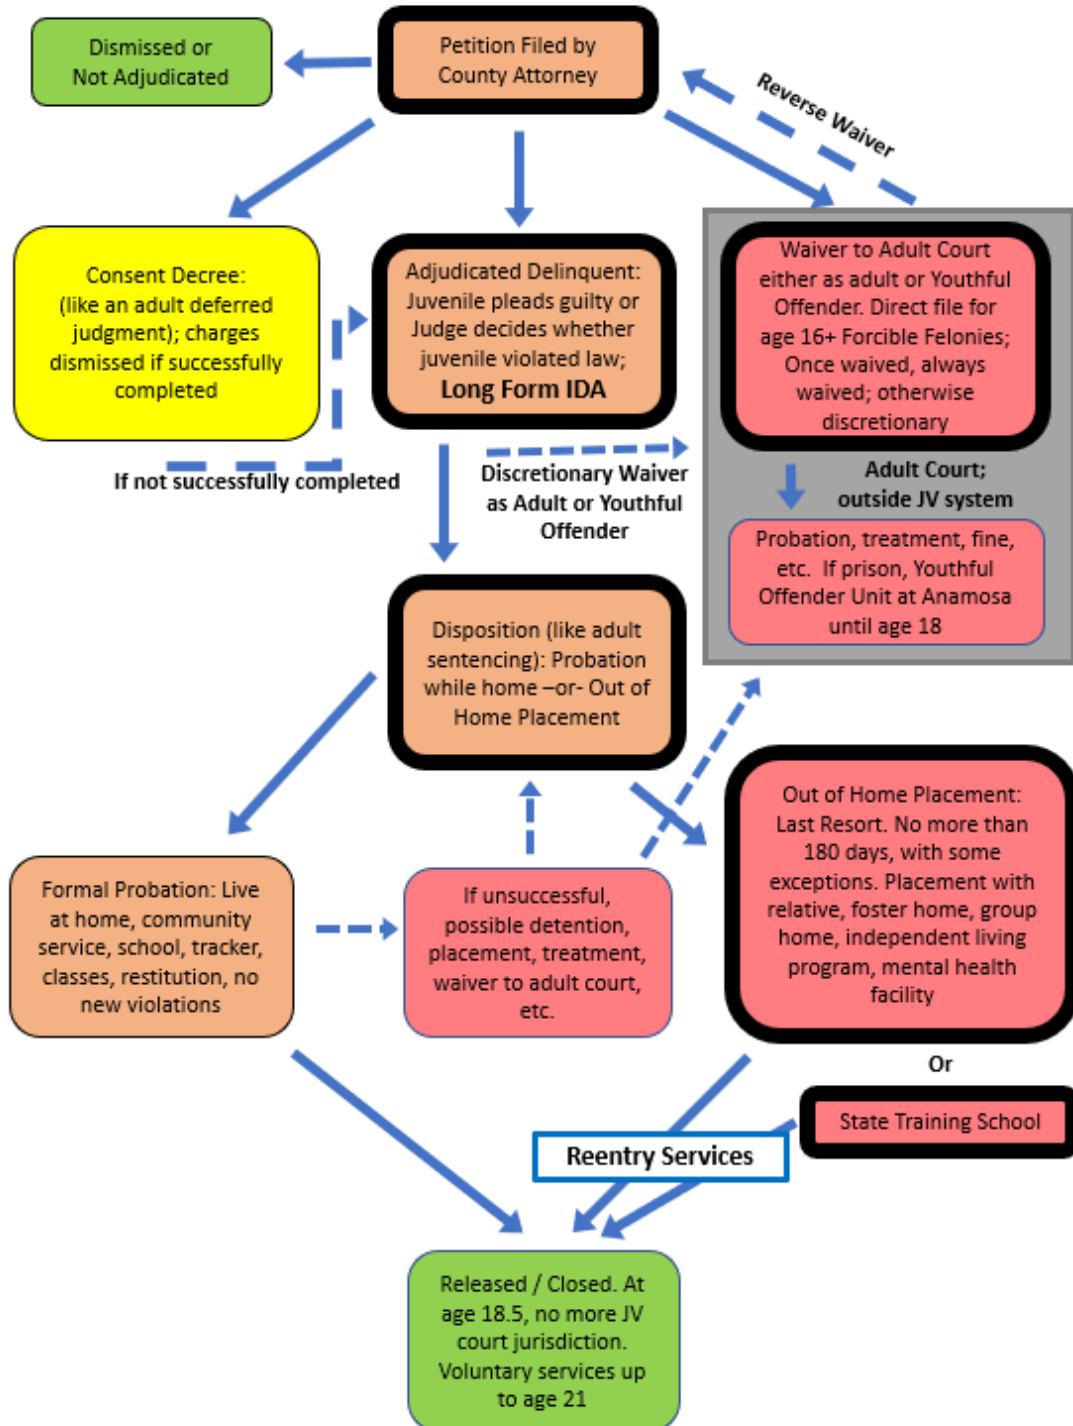 Dismissed or
Not Adjudicated
Petition Filed by
County Attorney
Reverse Waiver
Consent Decree:
(like an adult deferred
judgment); charges
dismissed if successfully
completed
If not successfully completed
Adjudicated Delinquent:
Juvenile pleads guilty or
Judge decides whether
juvenile violated law;
Long Form IDA
Discretionary Waiver
as Adult or Youthful
Offender
Waiver to Adult Court
either as adult or Youthful
Offender. Direct file for
age 16+ Forcible Felonies;
Once waived, always
waived; otherwise
discretionary
Adult Court;
outside JV system
Probation, treatment, fine,
etc.  If prison, Youthful
Offender Unit at Anamosa
until age 18
Disposition (like adult
sentencing): Probation
while home –or- Out of
Home Placement
Formal Probation: Live
at home, community
service, school, tracker,
classes, restitution, no
new violations
If unsuccessful,
possible detention,
placement, treatment,
waiver to adult court,
etc.
Out of Home Placement:
Last Resort. No more than
180 days, with some
exceptions. Placement with
relative, foster home, group
home, independent living
program, mental health
facility
Or
State Training School
Reentry Services
Released / Closed. At
age 18.5, no more JV
court jurisdiction.
Voluntary services up
to age 21